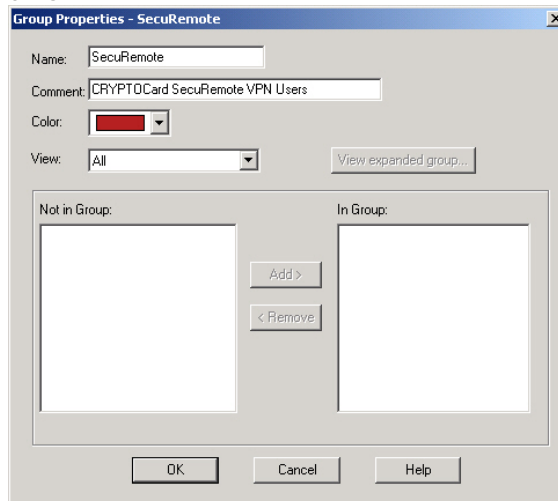 Group Properties - SecuRemote
Name: SecuRemote
Comment: CRYPTOCard SecuRemote VPN Users
Color:
View: All View expanded group...
Not in Group: In Group:
Add >
< Remove
OK Cancel Help